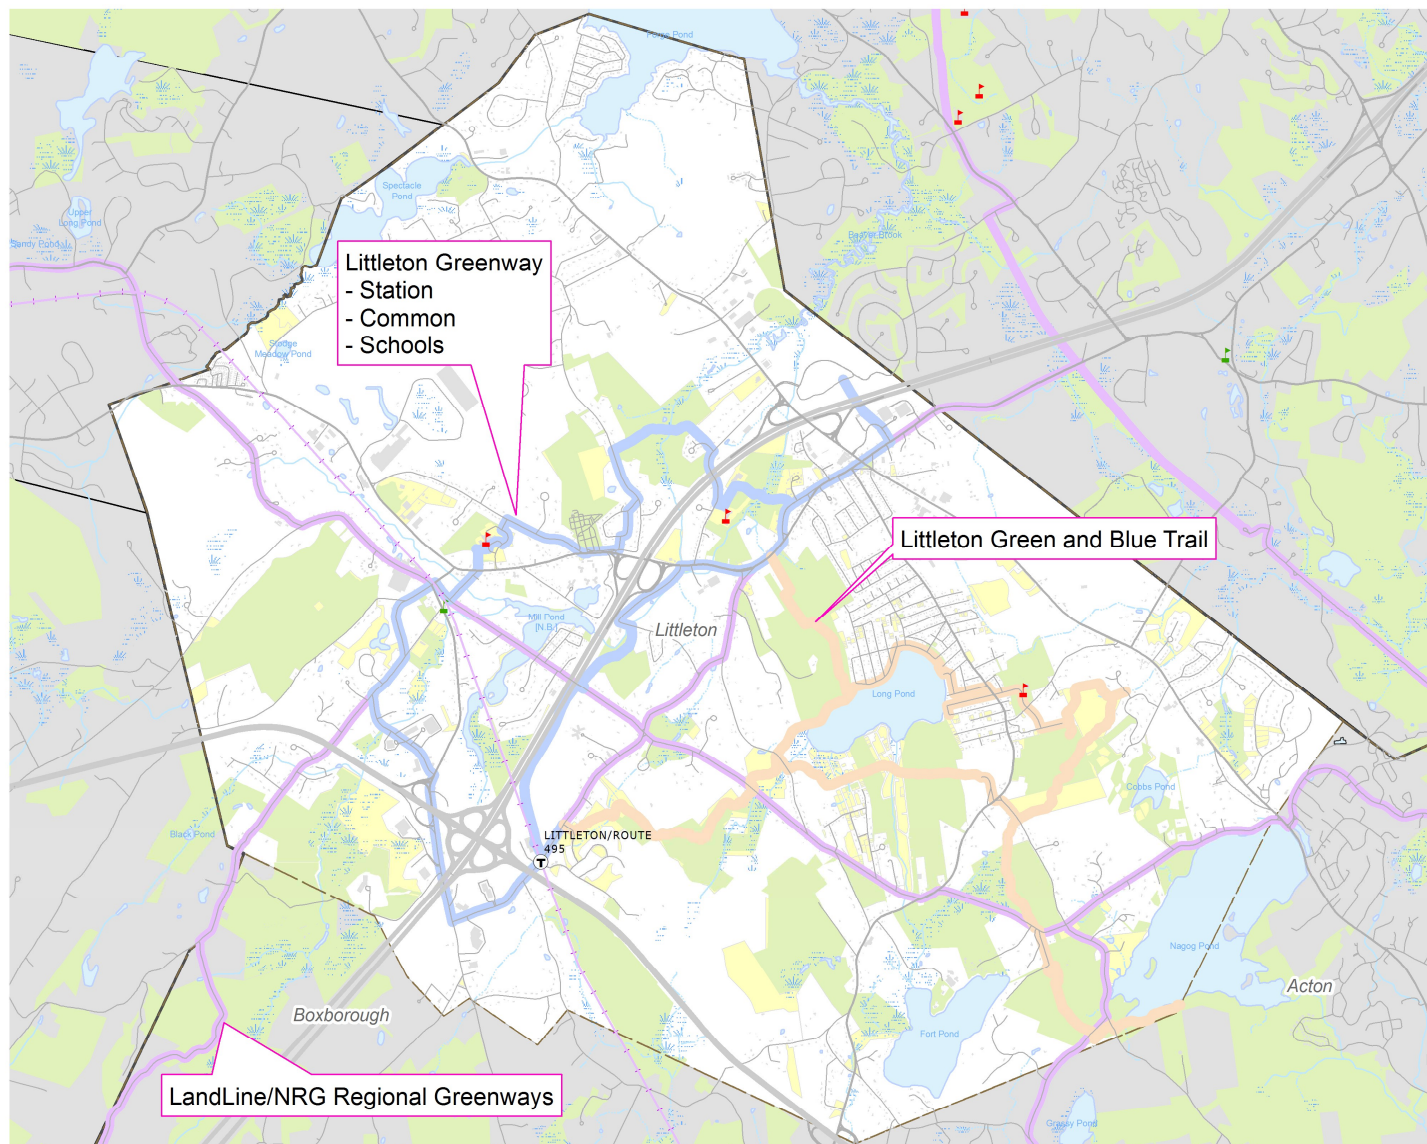 Forge Pond
Spectacle
Pond
Upper
Long Pond
Sandy Pond
Beaver Brook
Littleton Greenway
- Station
- Common
- Schools
Meadow Pond
Littleton Green and Blue Trail
Mill Pond
[N.B.]
Littleton
Long Pond
Cobbs Pond
Black Pond
LITTLETON/ROUTE
495
T
Nagog Pond
Acton
Boxborough
Fort Pond
LandLine/NRG Regional Greenways
Grassy Pond